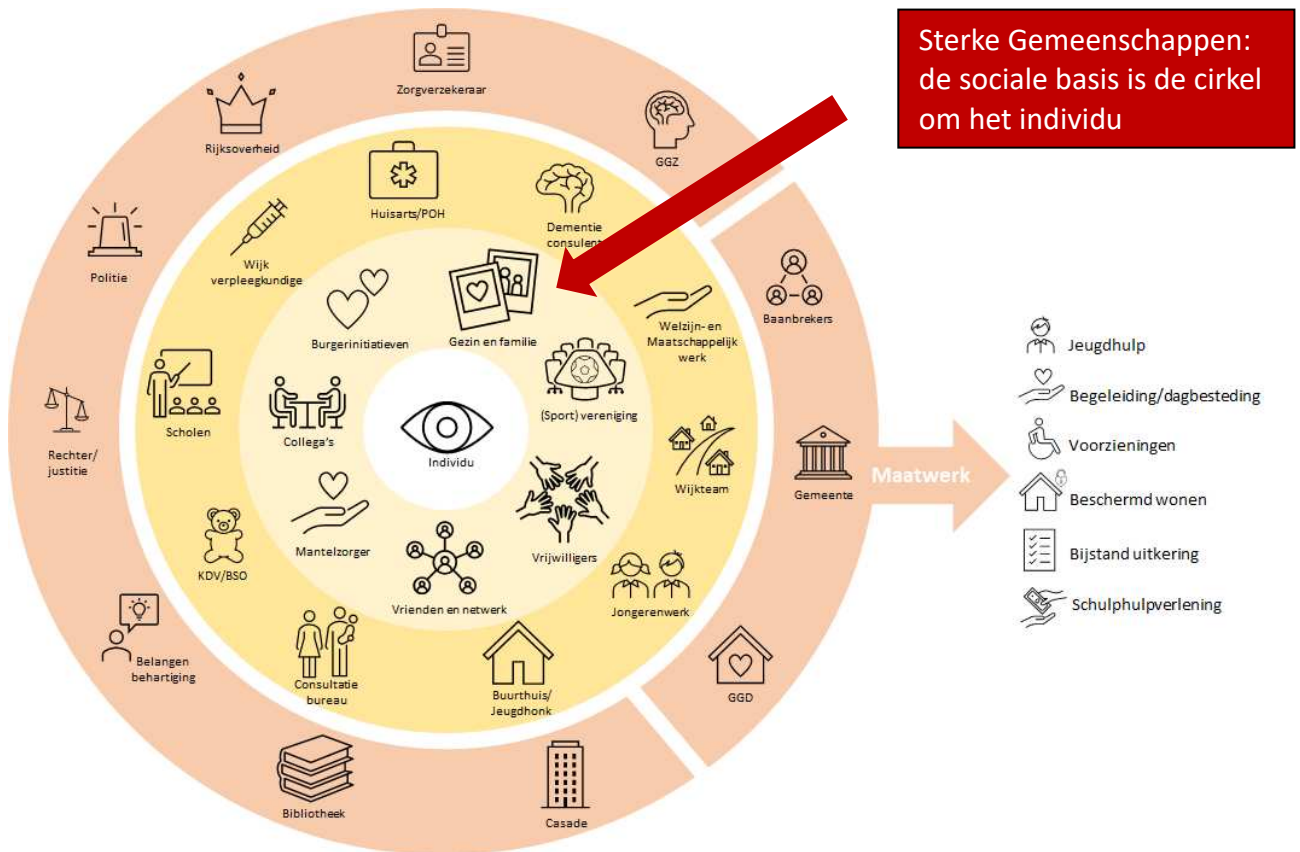 Sterke Gemeenschappen:
de sociale basis is de cirkel
om het individu
Zorgverzekeraar
Rijksoverheid
GGZ
Politie
Rechter/
justitie
Belangen
behartiging
Bibliotheek
Casade
Baanbrekers
Gemeente
GGD
Huisarts/POH
Dementie
consulent
Wijk
verpleegkundige
Welzijn- en
Maatschappelijk
werk
Scholen
Wijkteam
KDV/BSO
Jongerenwerk
Consultatie
bureau
Buurthuis/
Jeugdhonk
Burgerinitiatieven
Gezin en familie
(Sport) vereniging
Collega's
Mantelzorger
Vrijwilligers
Vrienden en netwerk
Individu
Maatwerk
Jeugdhulp
Begeleiding/dagbesteding
Voorzieningen
Beschermd wonen
Bijstand uitkering
Schulphulpverlening